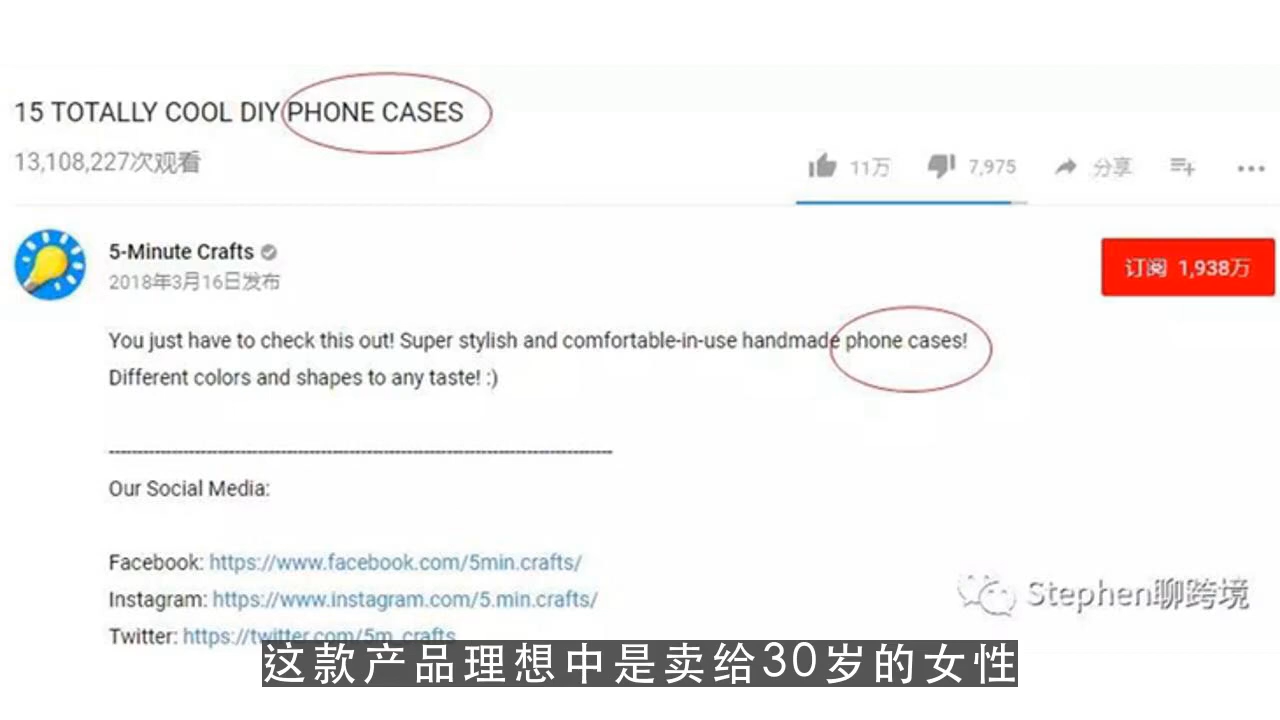 15 TOTALLY COOL DIY PHONE CASES
13,108,227次观看
11万 7,975 分享
5-Minute Crafts
2018年3月16日发布
订阅 1,938万
You just have to check this out! Super stylish and comfortable-in-use handmade phone cases!
Different colors and shapes to any taste! :)
--------------------------------------------------------------------------------
Our Social Media:
Facebook: https://www.facebook.com/5min.crafts/
Instagram: https://www.instagram.com/5.min.crafts/
Twitter: https://twitter.com/5m_crafts
Stephen聊跨境
这款产品理想中是卖给30岁的女性